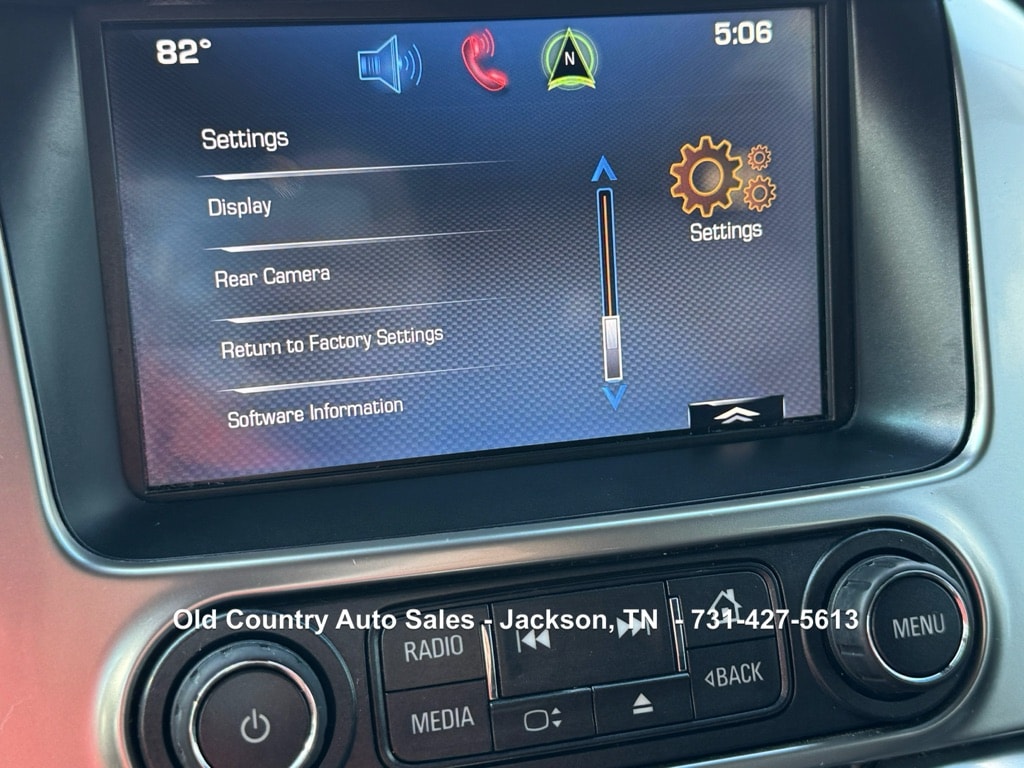 82° 5:06
N
Settings
Display
Rear Camera
Return to Factory Settings
Software Information
Settings
Old Country Auto Sales - Jackson, TN - 731-427-5613
RADIO
MENU
MEDIA
BACK